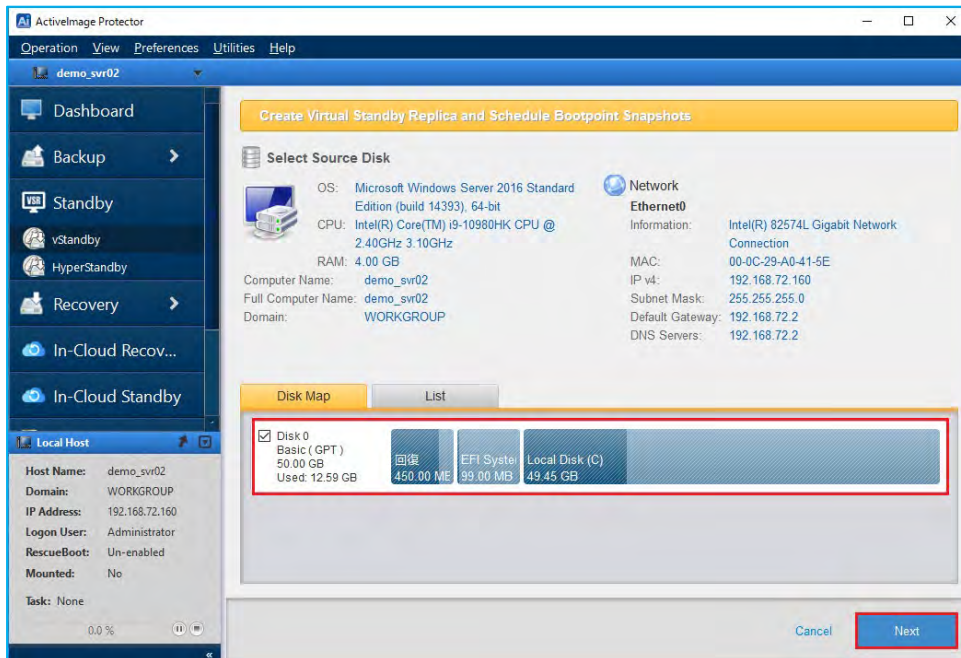 ActiveImage Protector
Operation View Preferences Utilities Help
demo_svr02
Dashboard
Backup
Standby
vStandby
HyperStandby
Recovery
In-Cloud Recov...
In-Cloud Standby
Local Host
Host Name: demo_svr02
Domain: WORKGROUP
IP Address: 192.168.72.160
Logon User: Administrator
RescueBoot: Un-enabled
Mounted: No
Task: None
0.0 %
Create Virtual Standby Replica and Schedule Bootpoint Snapshots
Select Source Disk
OS: Microsoft Windows Server 2016 Standard
Edition (build 14393), 64-bit
CPU: Intel(R) Core(TM) i9-10980HK CPU @
2.40GHz 3.10GHz
RAM: 4.00 GB
Computer Name: demo_svr02
Full Computer Name: demo_svr02
Domain: WORKGROUP
Network
Ethernet0
Information: Intel(R) 82574L Gigabit Network
Connection
MAC: 00-0C-29-A0-41-5E
IP v4: 192.168.72.160
Subnet Mask: 255.255.255.0
Default Gateway: 192.168.72.2
DNS Servers: 192.168.72.2
Disk Map List
Disk 0
Basic ( GPT )
50.00 GB
Used: 12.59 GB
回復
450.00 ME
EFI Syster
99.00 MB
Local Disk (C)
49.45 GB
Cancel Next